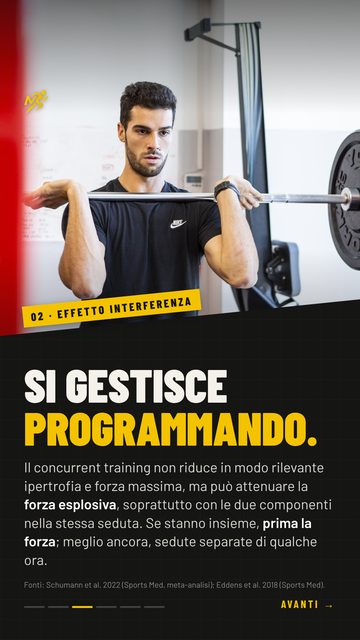 02 · EFFETTO INTERFERENZA
SI GESTISCE
PROGRAMMANDO.
Il concurrent training non riduce in modo rilevante
ipertrofia e forza massima, ma può attenuare la
forza esplosiva, soprattutto con le due componenti
nella stessa seduta. Se stanno insieme, prima la
forza; meglio ancora, sedute separate di qualche
ora.
Fonti: Schumann et al. 2022 (Sports Med, meta-analisi); Eddens et al. 2018 (Sports Med).
AVANTI →